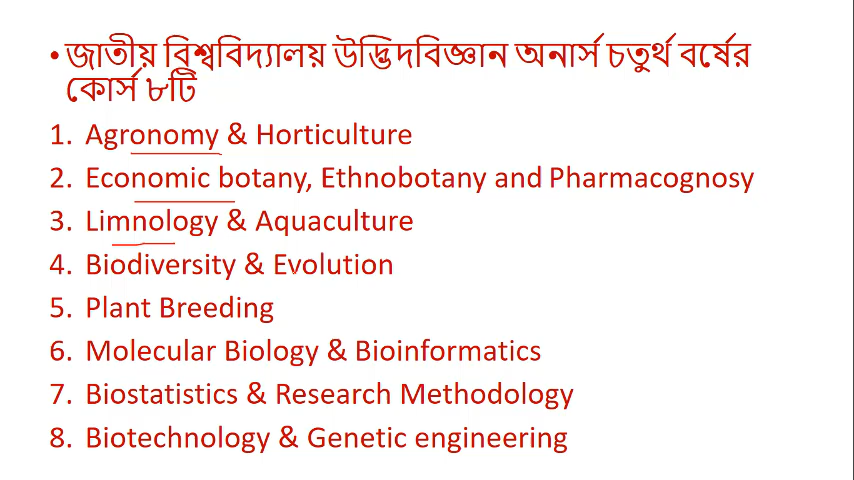 • জাতীয় বিশ্ববিদ্যালয় উদ্ভিদবিজ্ঞান অনার্স চতুর্থ বর্ষের
কোর্স ৮টি
1. Agronomy & Horticulture
2. Economic botany, Ethnobotany and Pharmacognosy
3. Limnology & Aquaculture
4. Biodiversity & Evolution
5. Plant Breeding
6. Molecular Biology & Bioinformatics
7. Biostatistics & Research Methodology
8. Biotechnology & Genetic engineering